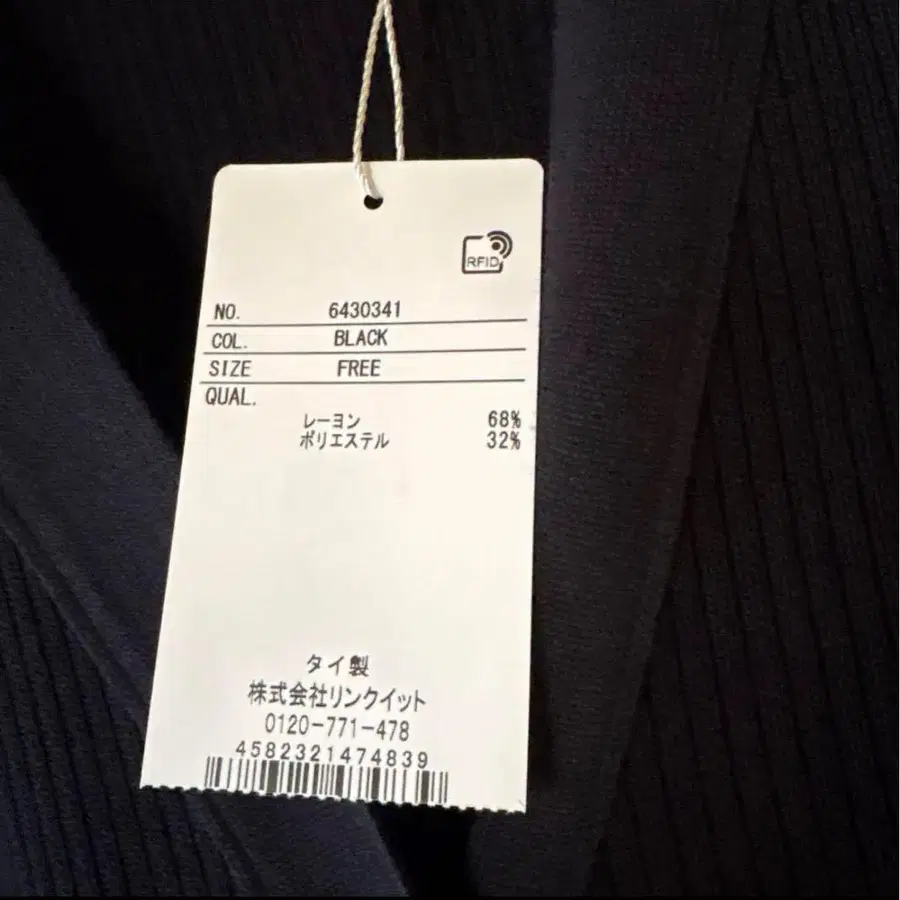 RFID
NO. 6430341
COL. BLACK
SIZE FREE
QUAL.
レーヨン 68%
ポリエステル 32%
タイ製
株式会社リンクイット
0120-771-478
4582321474839